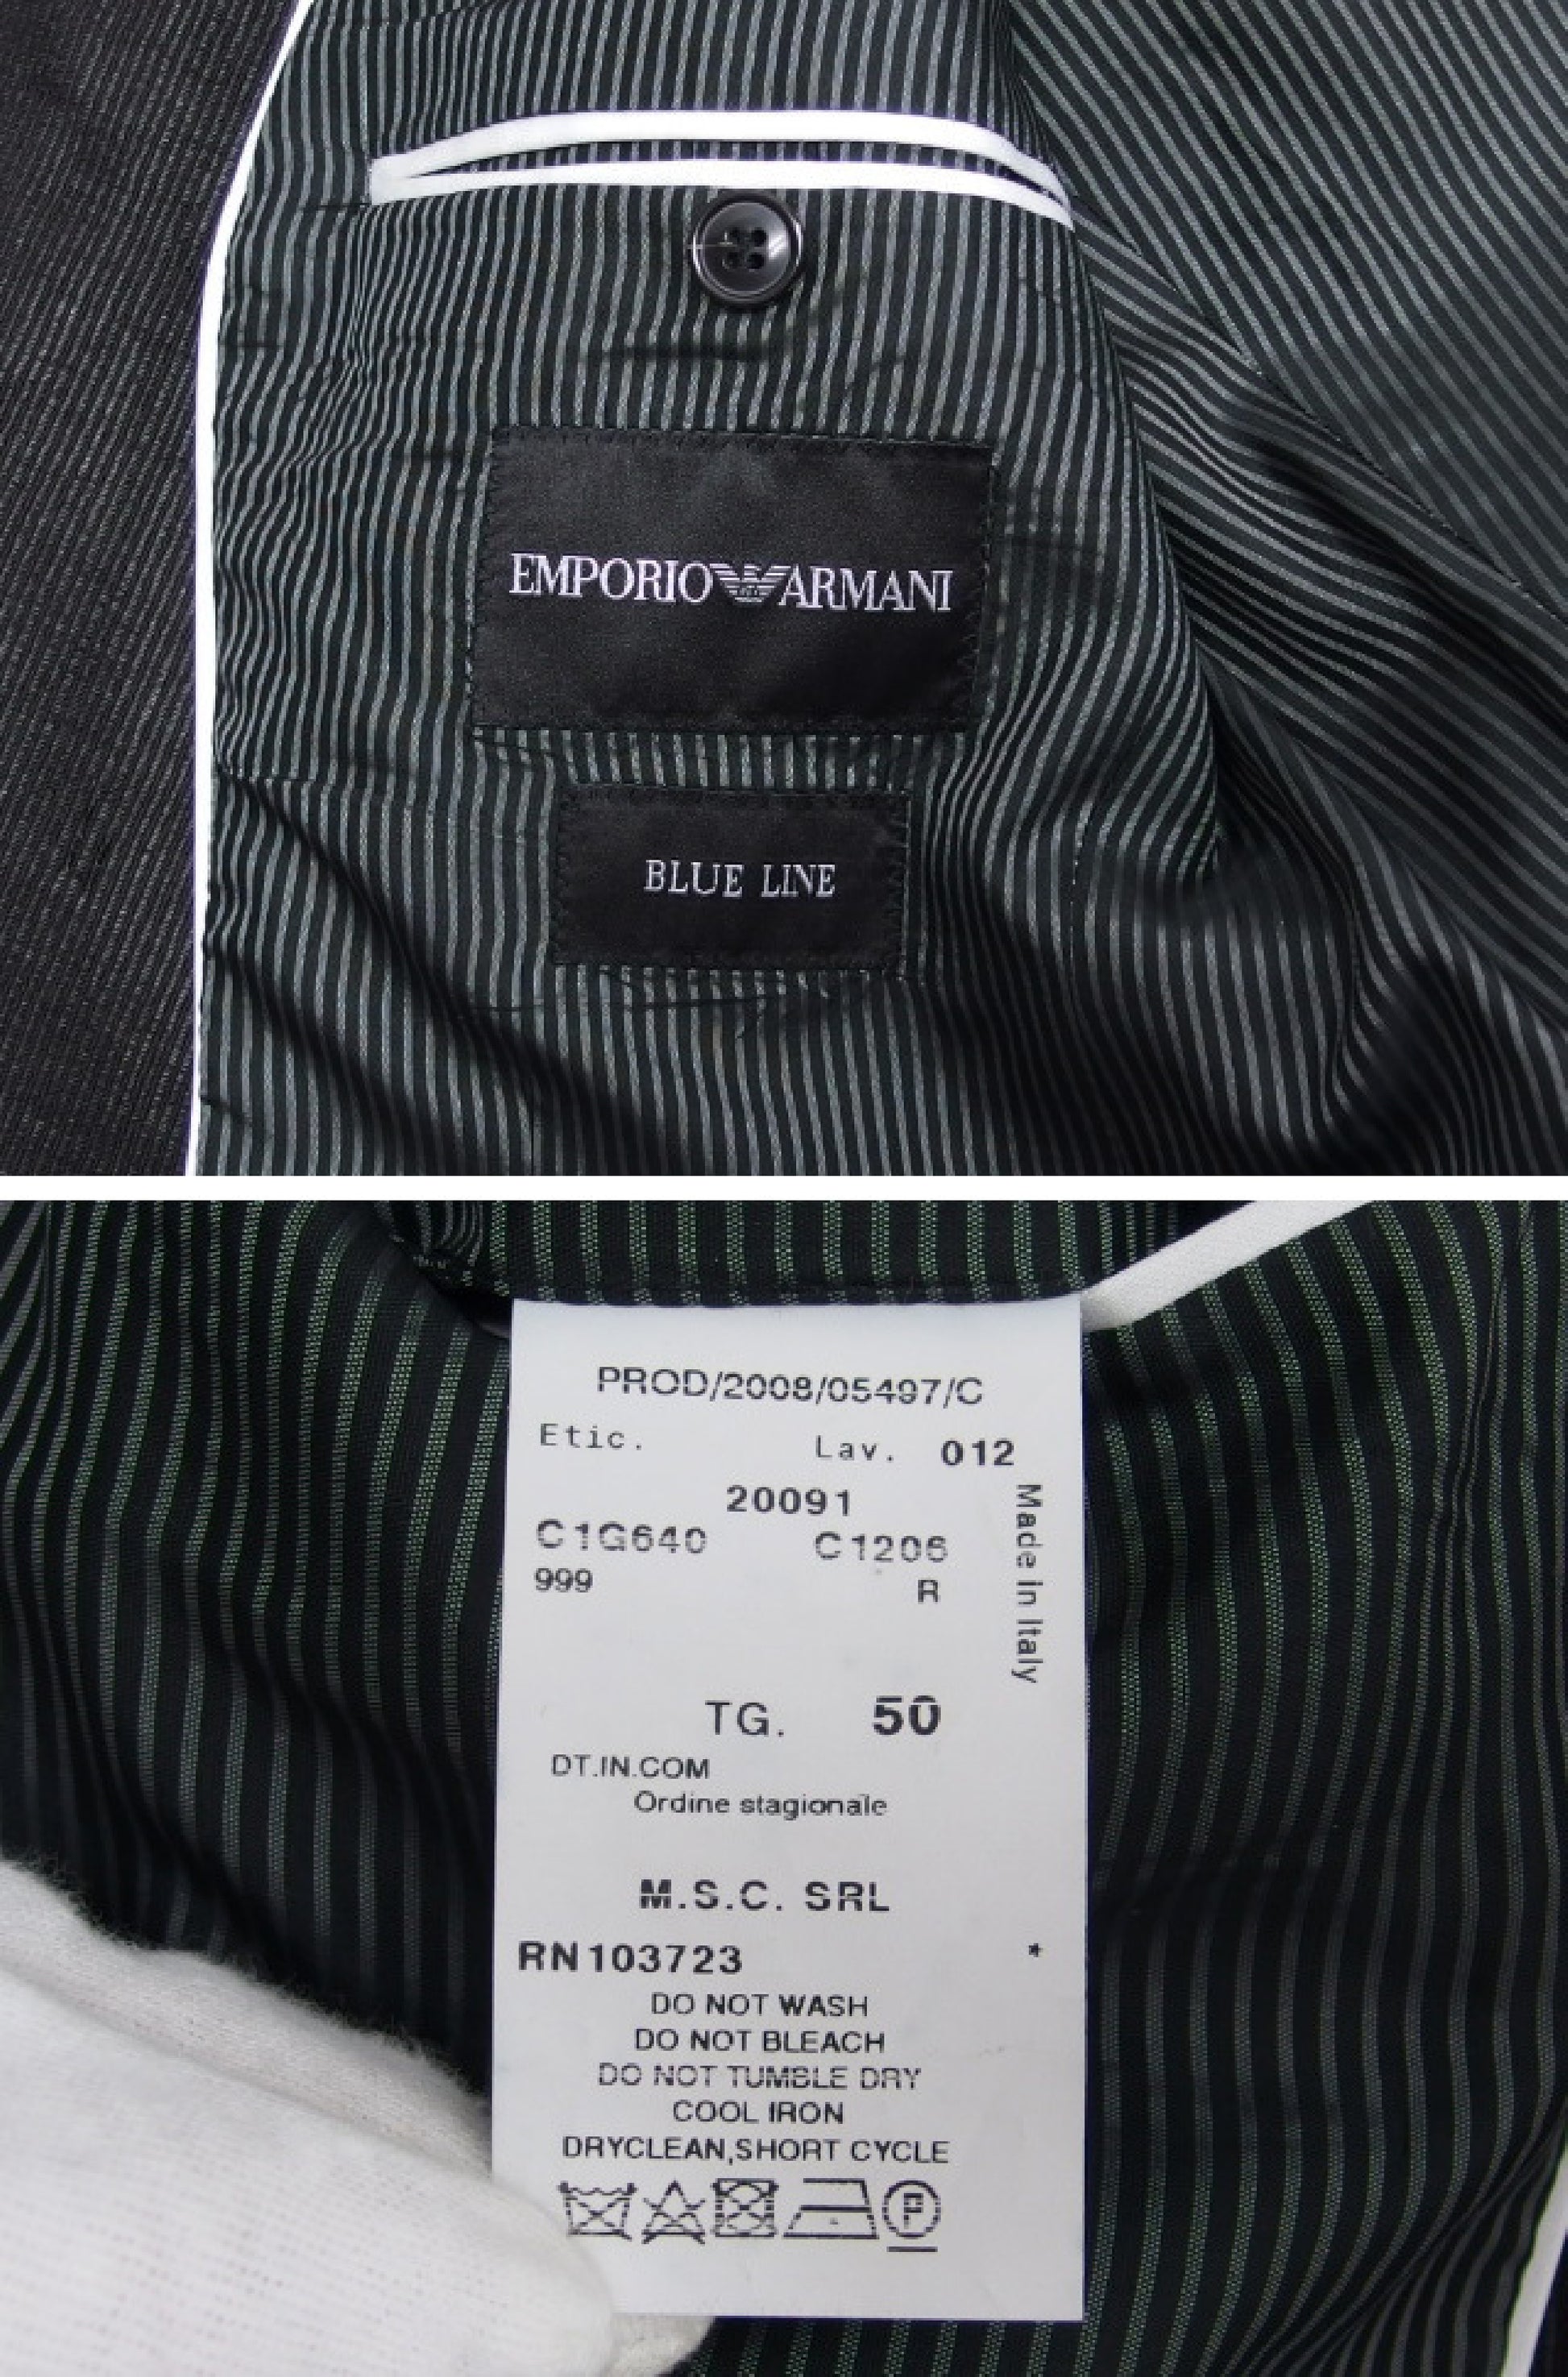 EMPORIO ARMANI
BLUE LINE
PROD/2008/05497/C
Etic. Lav. 012
20091
C1G640 C1206
999 R
Made in Italy
TG. 50
DT.IN.COM
Ordine stagionale
M.S.C. SRL
RN103723 *
DO NOT WASH
DO NOT BLEACH
DO NOT TUMBLE DRY
COOL IRON
DRYCLEAN,SHORT CYCLE
P